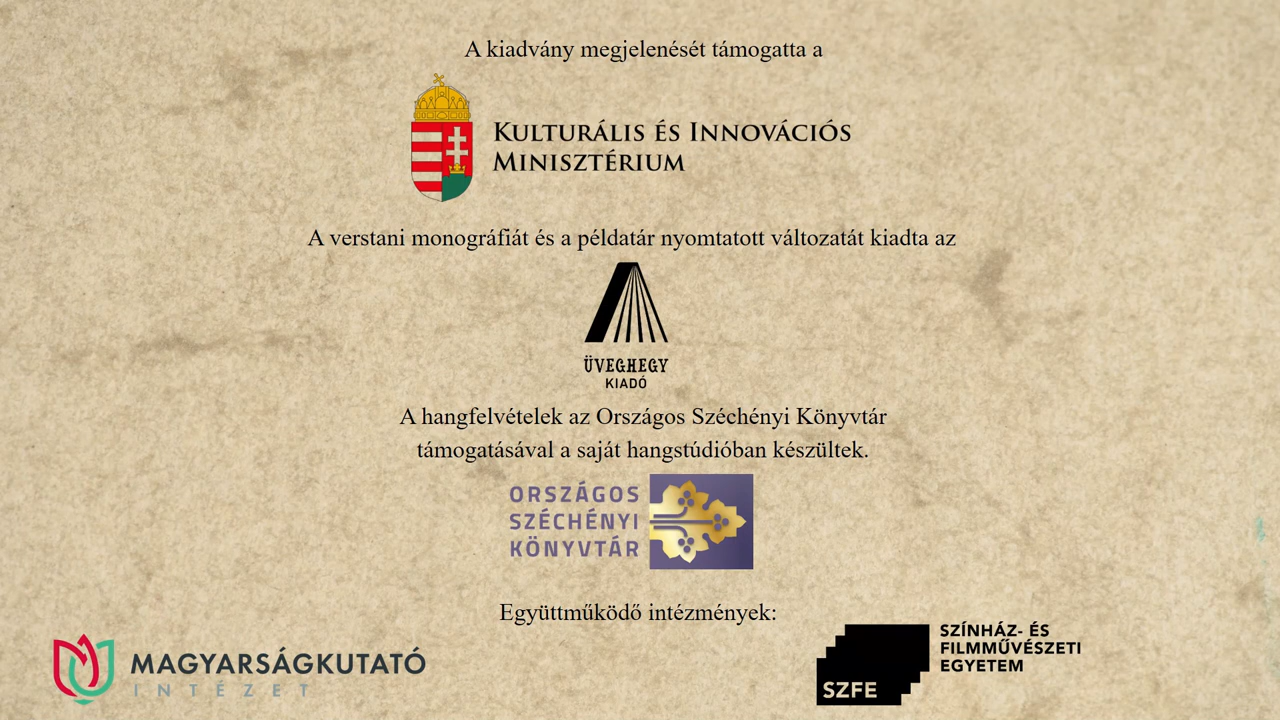 A kiadvány megjelenését támogatta a
KULTURÁLIS ÉS INNOVÁCIÓS
MINISZTÉRIUM
A verstani monográfiát és a példatár nyomtatott változatát kiadta az
ÜVEGHEGY
KIADÓ
A hangfelvételek az Országos Széchényi Könyvtár
támogatásával a saját hangstúdióban készültek.
ORSZÁGOS
SZÉCHÉNYI
KÖNYVTÁR
Együttműködő intézmények:
MAGYARSÁGKUTATÓ
INTÉZET
SZFE
SZÍNHÁZ- ÉS
FILMMŰVÉSZETI
EGYETEM